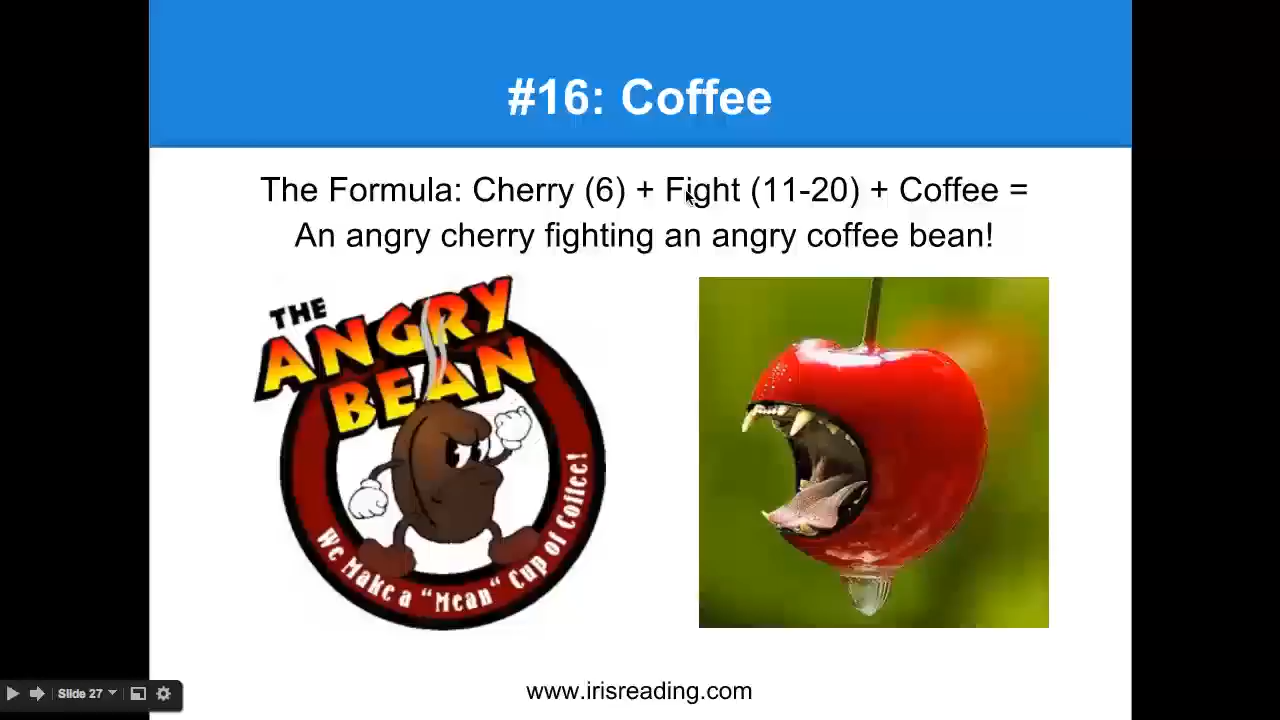 #16: Coffee
The Formula: Cherry (6) + Fight (11-20) + Coffee =
An angry cherry fighting an angry coffee bean!
THE
ANGRY
BEAN
We Make a "Mean" Cup of Coffee!
www.irisreading.com
Slide 27